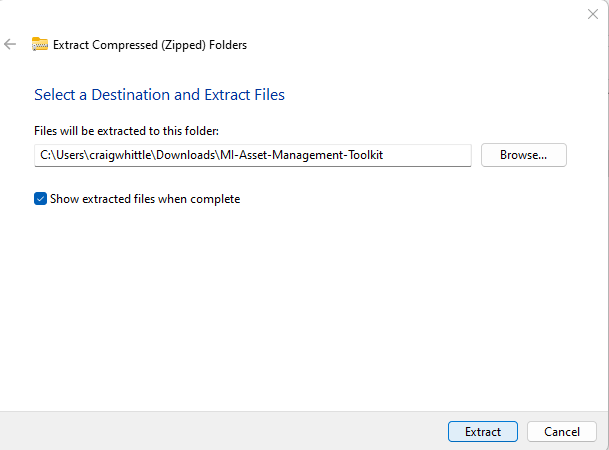 Extract Compressed (Zipped) Folders
Select a Destination and Extract Files
Files will be extracted to this folder:
C:\Users\craigwhittle\Downloads\MI-Asset-Management-Toolkit
Browse...
Show extracted files when complete
Extract
Cancel